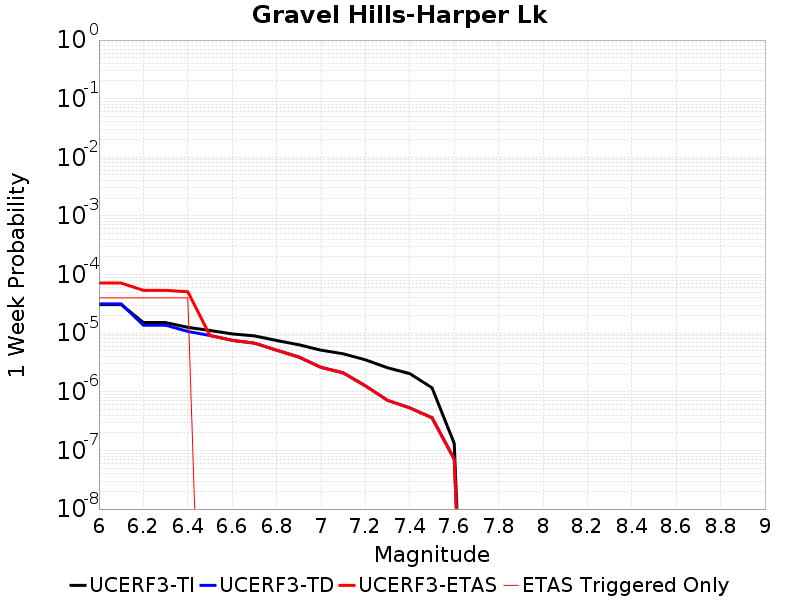 Gravel Hills-Harper Lk
1 Week Probability
10^0
10^-1
10^-2
10^-3
10^-4
10^-5
10^-6
10^-7
10^-8
6 6.2 6.4 6.6 6.8 7 7.2 7.4 7.6 7.8 8 8.2 8.4 8.6 8.8 9
Magnitude
UCERF3-TI UCERF3-TD UCERF3-ETAS ETAS Triggered Only